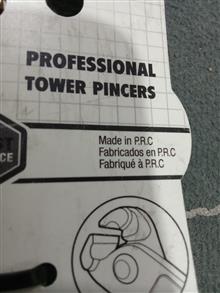 PROFESSIONAL
TOWER PINCERS
Made in P.R.C
Fabricados en P.R.C
Fabriqué à P.R.C